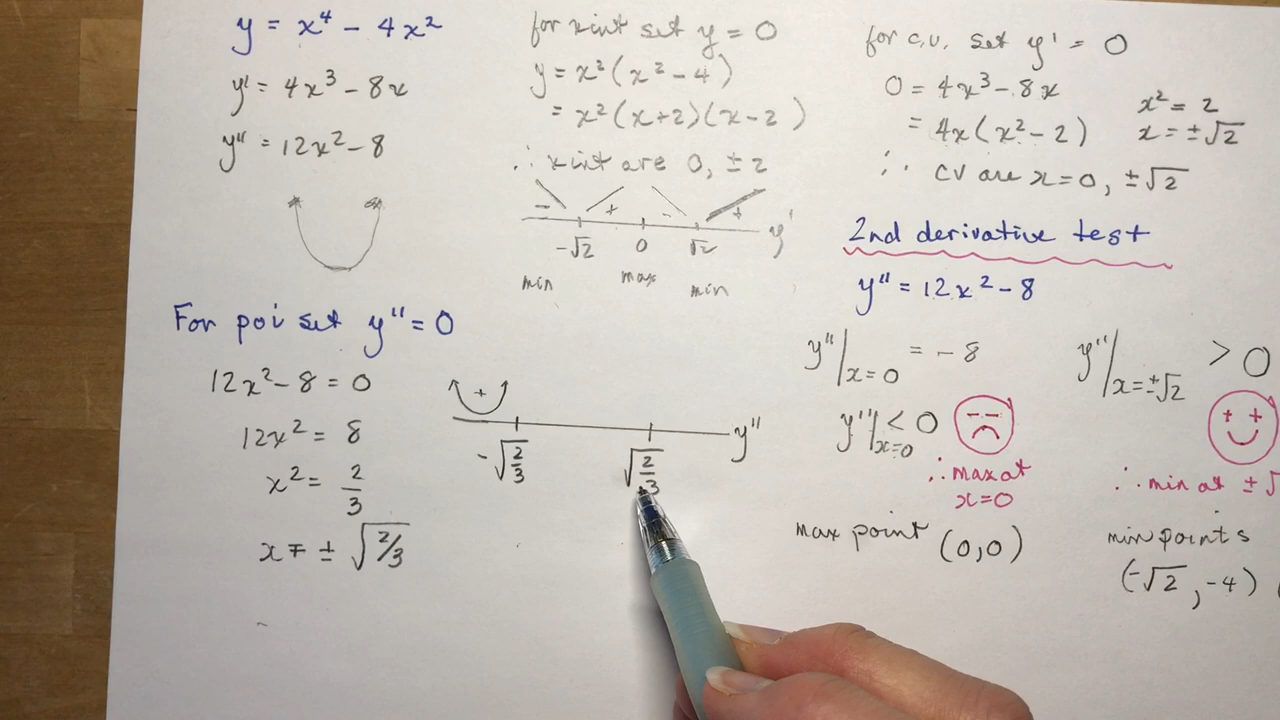 y = x⁴ - 4x²
y' = 4x³ - 8x
y'' = 12x² - 8
for x int set y = 0
y = x²(x² - 4)
= x²(x+2)(x-2)
∴ x int are 0, ±2
- + - + y'
-√2 0 √2
min max min
for c.v. set y' = 0
0 = 4x³ - 8x
= 4x(x² - 2)
x² = 2
x = ±√2
∴ CV are x = 0, ±√2
2nd derivative test
y'' = 12x² - 8
y''|x=0 = -8
y''|x=0 < 0
∴ max at
x=0
max point (0,0)
y''|x=±√2 > 0
∴ min at ±√
min points
(-√2, -4) (
For poi set y'' = 0
12x² - 8 = 0
12x² = 8
x² = 2/3
x = ± √2/3
+
y''
-√2/3 √2/3